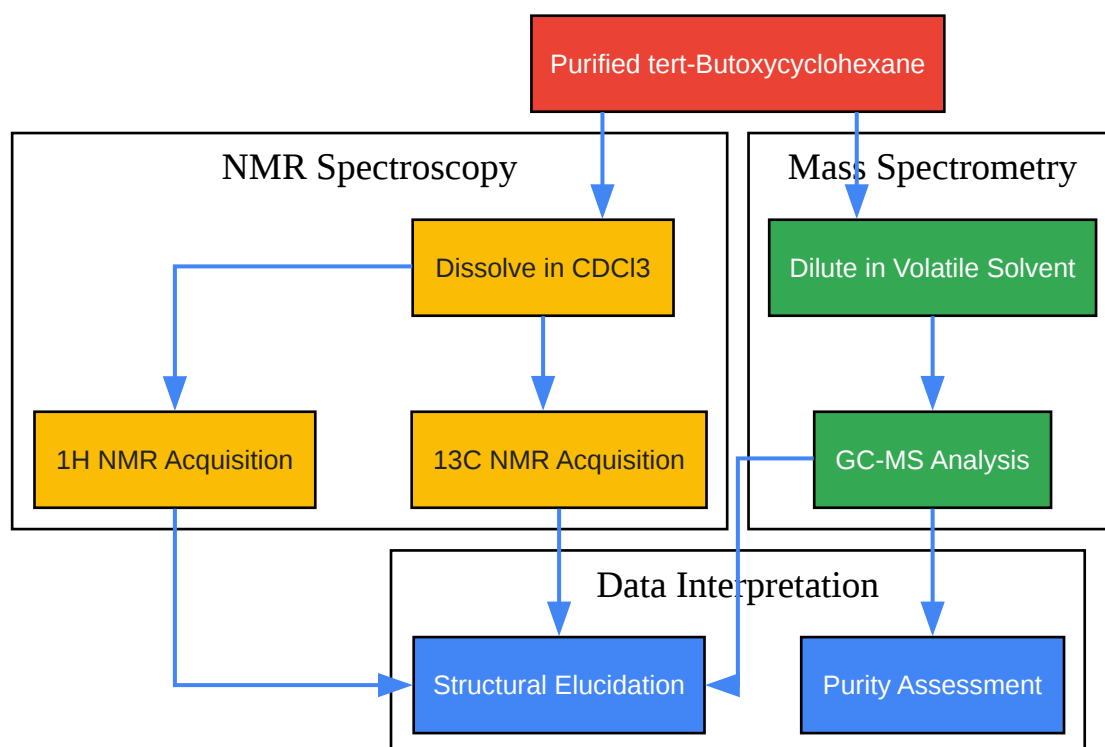 Purified tert-Butoxycyclohexane
NMR Spectroscopy
Mass Spectrometry
Dissolve in CDCl3
Dilute in Volatile Solvent
1H NMR Acquisition
13C NMR Acquisition
GC-MS Analysis
Data Interpretation
Structural Elucidation
Purity Assessment